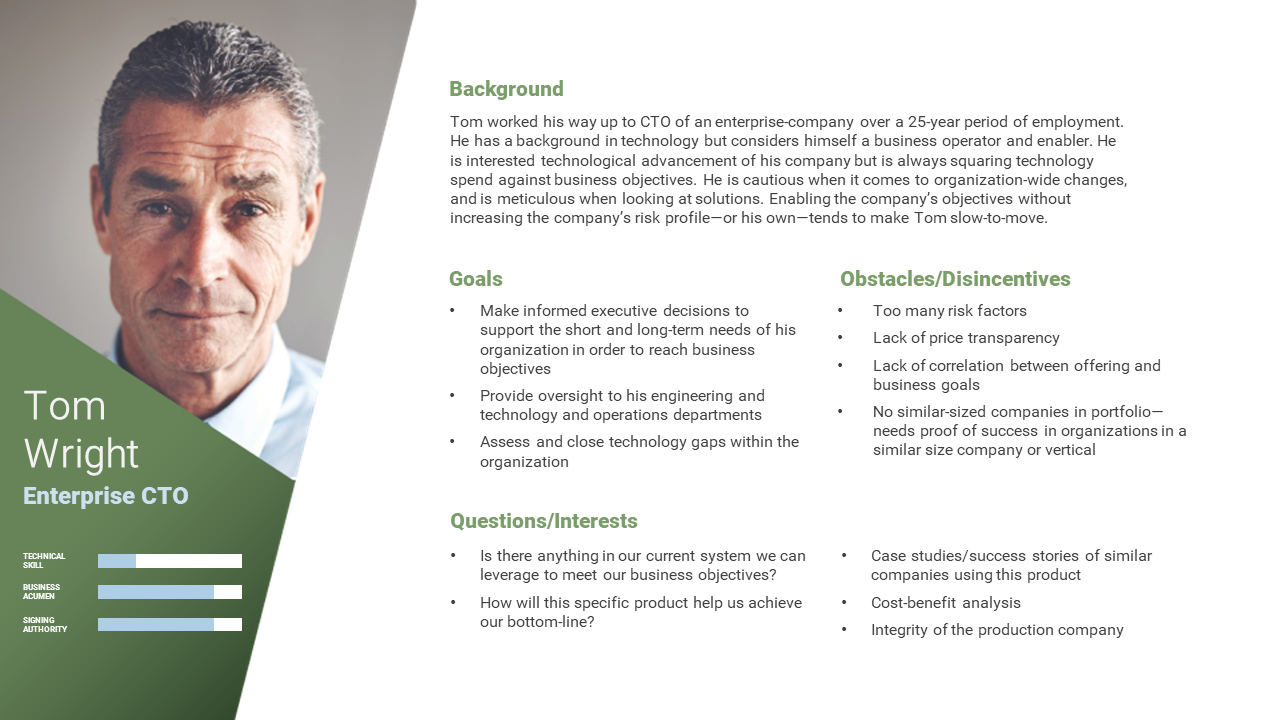 Tom
Wright
Enterprise CTO
TECHNICAL
SKILL
BUSINESS
ACUMEN
SIGNING
AUTHORITY
Background
Tom worked his way up to CTO of an enterprise-company over a 25-year period of employment.
He has a background in technology but considers himself a business operator and enabler. He
is interested technological advancement of his company but is always squaring technology
spend against business objectives. He is cautious when it comes to organization-wide changes,
and is meticulous when looking at solutions. Enabling the company’s objectives without
increasing the company’s risk profile—or his own—tends to make Tom slow-to-move.
Goals
• Make informed executive decisions to
support the short and long-term needs of his
organization in order to reach business
objectives
• Provide oversight to his engineering and
technology and operations departments
• Assess and close technology gaps within the
organization
Obstacles/Disincentives
• Too many risk factors
• Lack of price transparency
• Lack of correlation between offering and
business goals
• No similar-sized companies in portfolio—
needs proof of success in organizations in a
similar size company or vertical
Questions/Interests
• Is there anything in our current system we can
leverage to meet our business objectives?
• How will this specific product help us achieve
our bottom-line?
• Case studies/success stories of similar
companies using this product
• Cost-benefit analysis
• Integrity of the production company